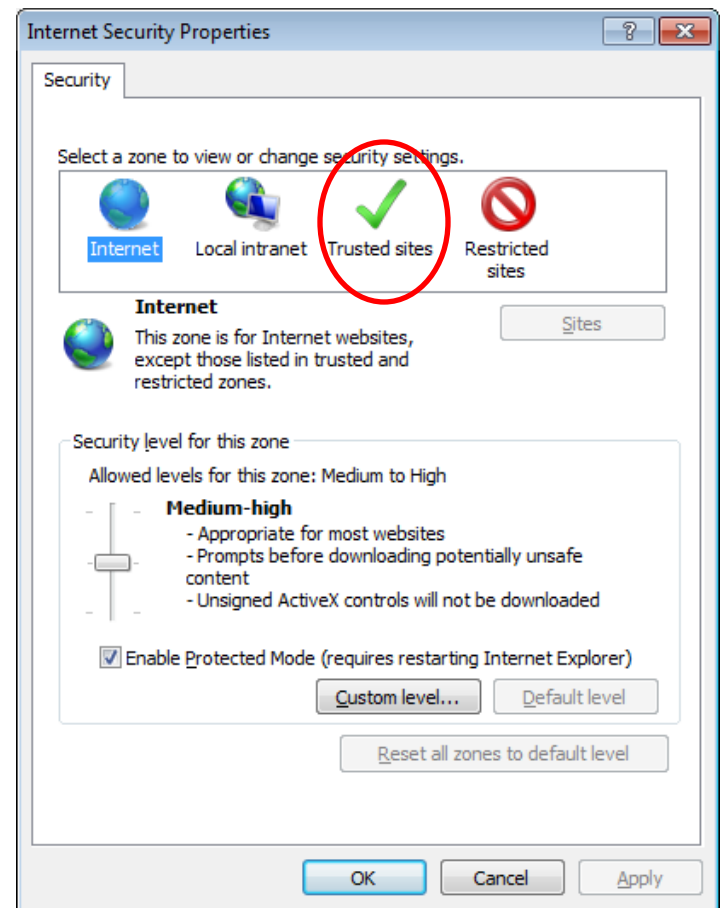 Internet Security Properties
Security
Select a zone to view or change security settings.
Internet
Local intranet
Trusted sites
Restricted
sites
Internet
Sites
This zone is for Internet websites,
except those listed in trusted and
restricted zones.
Security level for this zone
Allowed levels for this zone: Medium to High
Medium-high
- Appropriate for most websites
- Prompts before downloading potentially unsafe
content
- Unsigned ActiveX controls will not be downloaded
Enable Protected Mode (requires restarting Internet Explorer)
Custom level...
Default level
Reset all zones to default level
OK
Cancel
Apply